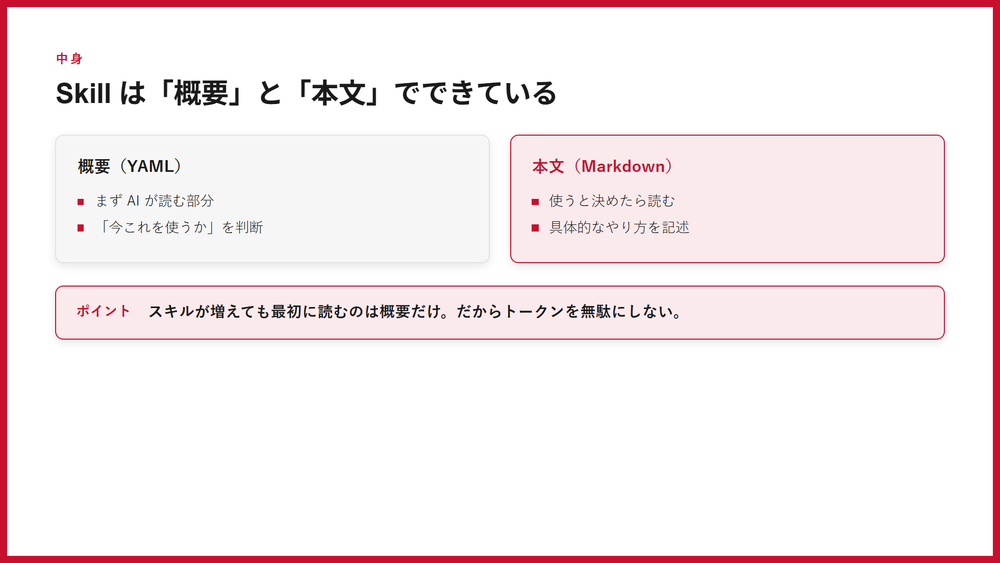 中身
Skill は「概要」と「本文」でできている
概要（YAML）
まず AI が読む部分
「今これを使うか」を判断
本文（Markdown）
使うと決めたら読む
具体的なやり方を記述
ポイント スキルが増えても最初に読むのは概要だけ。だからトークンを無駄にしない。